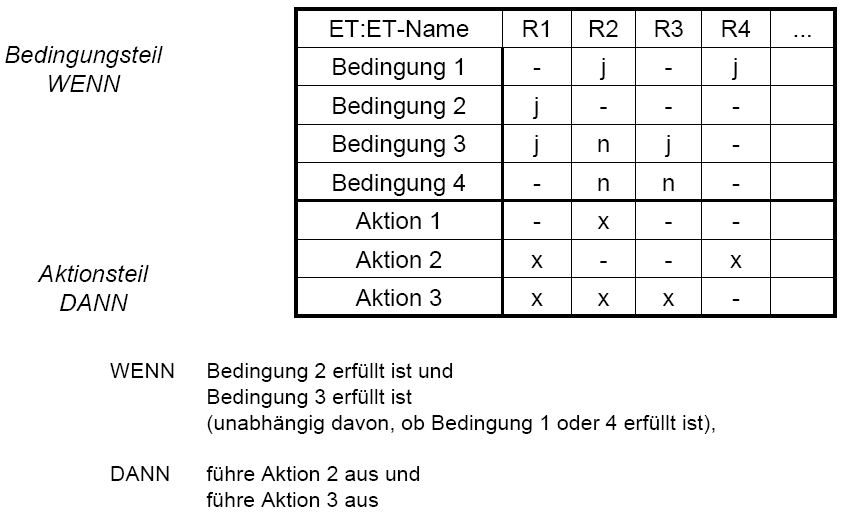 Bedingungsteil
WENN
ET:ET-Name R1 R2 R3 R4 ...
Bedingung 1 - j - j
Bedingung 2 j - - -
Bedingung 3 j n j -
Bedingung 4 - n n -
Aktion 1 - x - -
Aktion 2 x - - x
Aktion 3 x x x -
Aktionsteil
DANN
WENN Bedingung 2 erfüllt ist und
Bedingung 3 erfüllt ist
(unabhängig davon, ob Bedingung 1 oder 4 erfüllt ist),
DANN führe Aktion 2 aus und
führe Aktion 3 aus